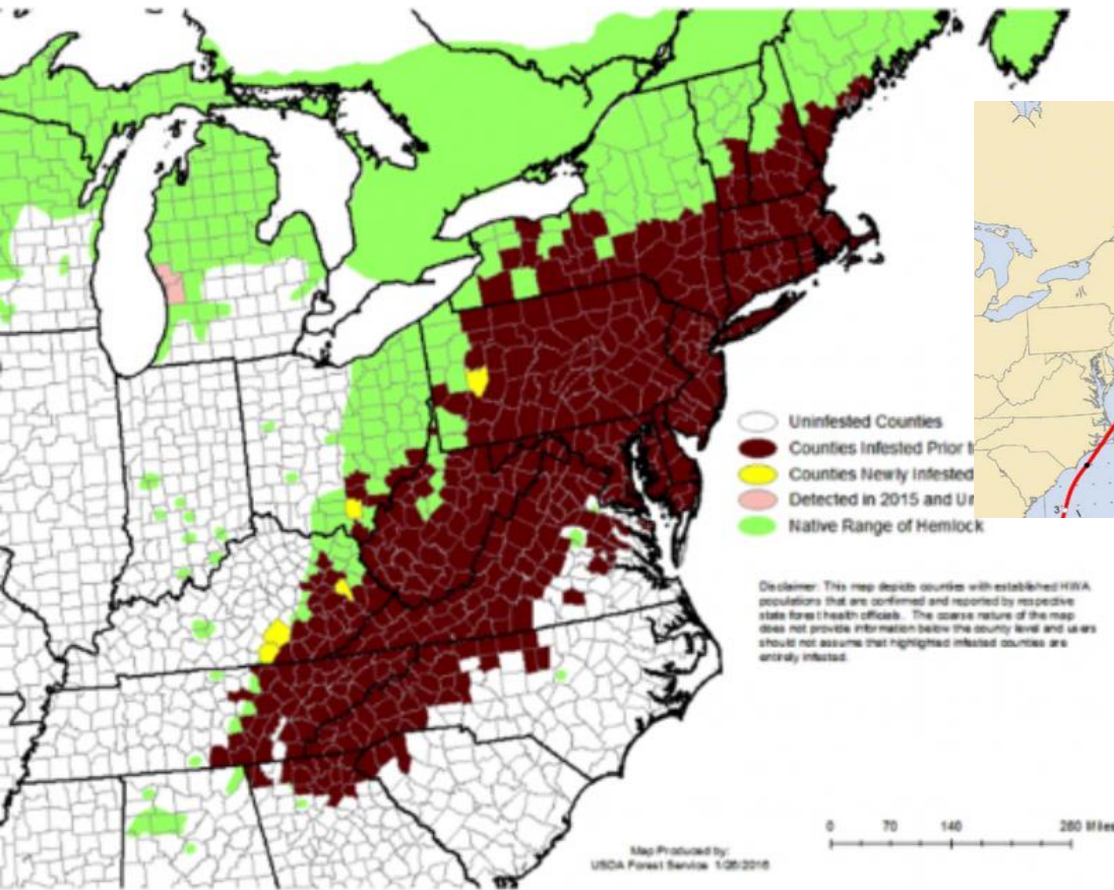 Uninfested Counties
Counties Infested Prior t
Counties Newly Infested
Detected in 2015 and Ur
Native Range of Hemlock
3
Disclaimer: This map depicts counties with established HWA
populations that are confirmed and reported by respective
state forest health officials. The coarse nature of the map
does not provide information below the county level and users
should not assume that highlighted infested counties are
entirely infested.
0 70 140 280 Miles
Map Produced by:
USDA Forest Service 1/26/2016